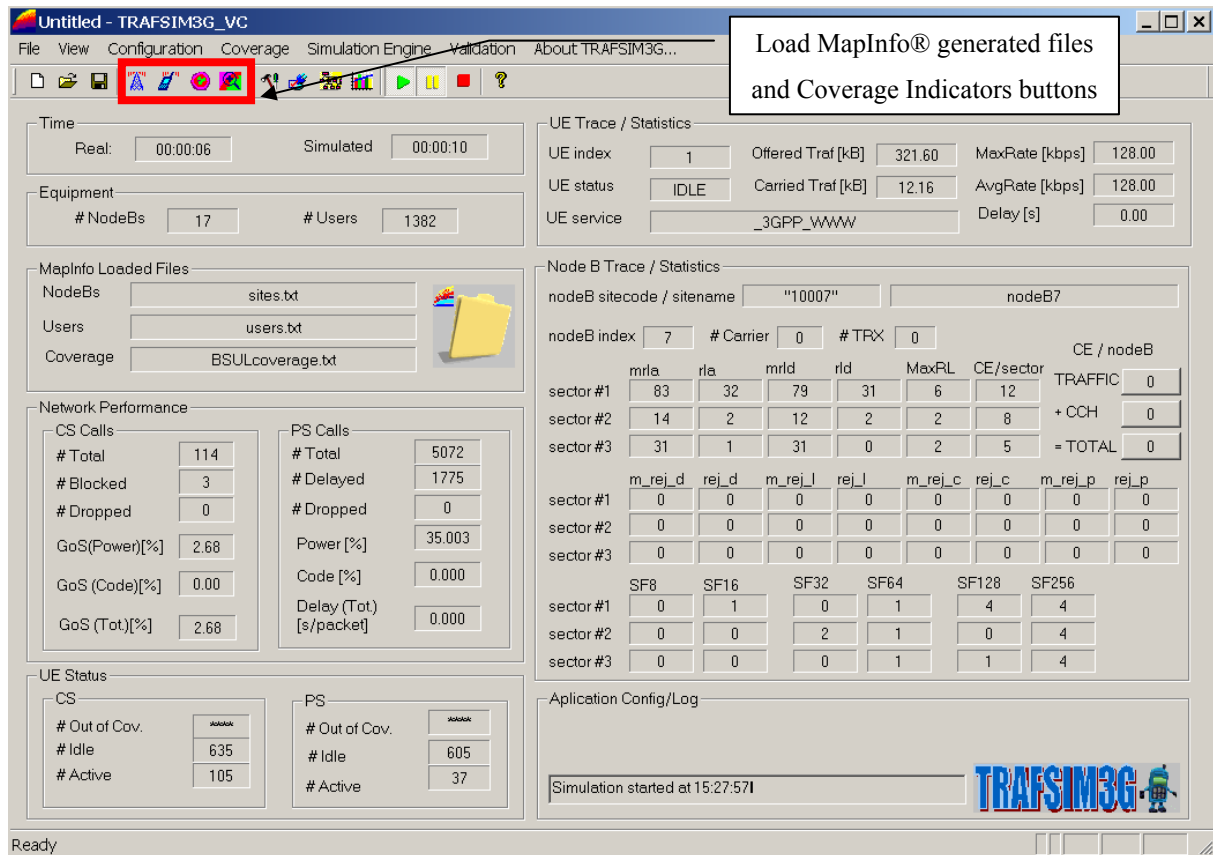 Untitled - TRAFSIM3G_VC
File View Configuration Coverage Simulation Engine Validation About TRAFSIM3G...
Load MapInfo® generated files
and Coverage Indicators buttons
Time
Real: 00:00:06 Simulated 00:00:10
Equipment
# NodeBs 17 # Users 1382
MapInfo Loaded Files
NodeBs sites.txt
Users users.txt
Coverage BSULcoverage.txt
Network Performance
CS Calls
# Total 114
# Blocked 3
# Dropped 0
GoS(Power)[%] 2.68
GoS (Code)[%] 0.00
GoS (Tot.)[%] 2.68
PS Calls
# Total 5072
# Delayed 1775
# Dropped 0
Power [%] 35.003
Code [%] 0.000
Delay (Tot.)
[s/packet] 0.000
UE Status
CS
# Out of Cov. ****
# Idle 635
# Active 105
PS
# Out of Cov. ****
# Idle 605
# Active 37
UE Trace / Statistics
UE index 1 Offered Traf [kB] 321.60 MaxRate [kbps] 128.00
UE status IDLE Carried Traf [kB] 12.16 AvgRate [kbps] 128.00
UE service _3GPP_WWW Delay [s] 0.00
Node B Trace / Statistics
nodeB sitecode / sitename "10007" nodeB7
nodeB index 7 # Carrier 0 # TRX 0
CE / nodeB
mrla rla mrld rld MaxRL CE/sector
sector #1 83 32 79 31 6 12 TRAFFIC 0
sector #2 14 2 12 2 2 8 + CCH 0
sector #3 31 1 31 0 2 5 = TOTAL 0
m_rej_d rej_d m_rej_l rej_l m_rej_c rej_c m_rej_p rej_p
sector #1 0 0 0 0 0 0 0 0
sector #2 0 0 0 0 0 0 0 0
sector #3 0 0 0 0 0 0 0 0
SF8 SF16 SF32 SF64 SF128 SF256
sector #1 0 1 0 1 4 4
sector #2 0 0 2 1 0 4
sector #3 0 0 0 1 1 4
Aplication Config/Log
Simulation started at 15:27:57
TRAFSIM3G
Ready